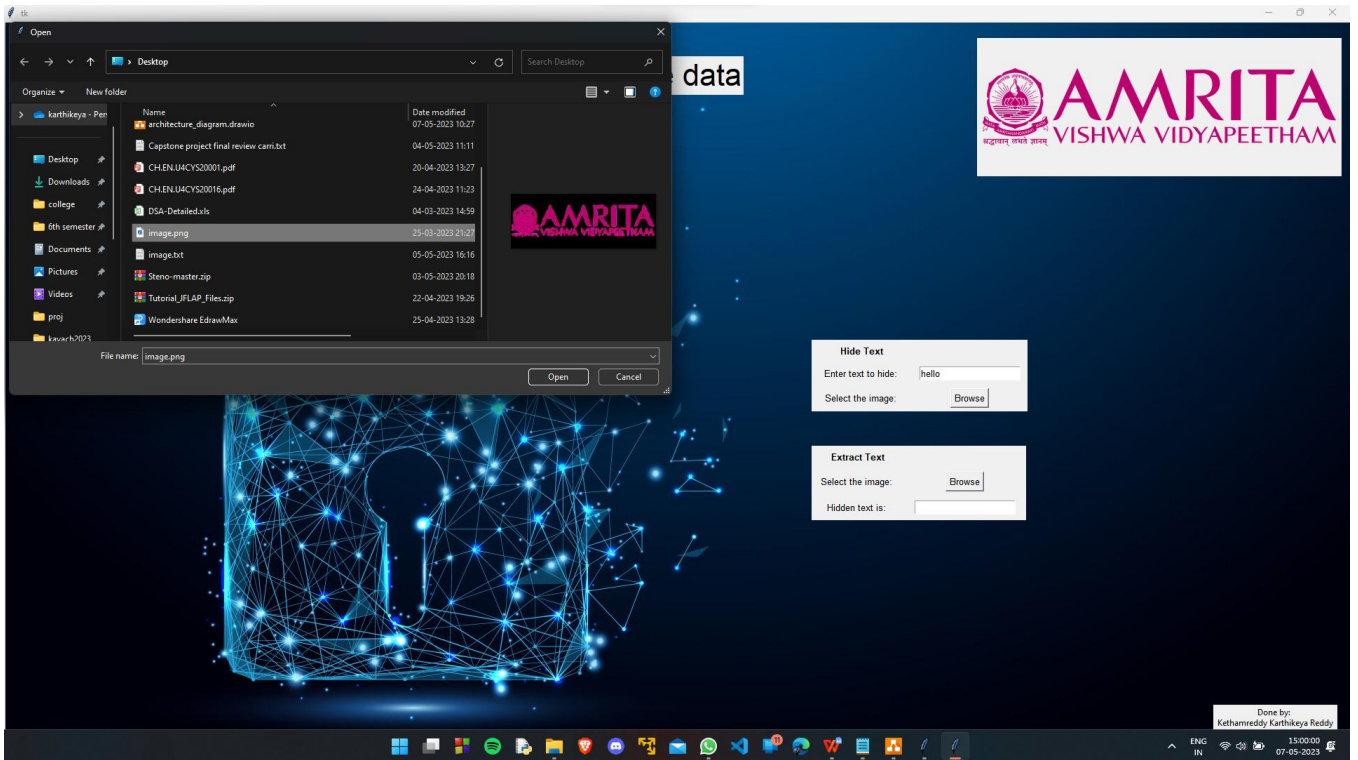 tk
Open
Desktop
Search Desktop
Organize
New folder
karthikeya - Per
Desktop
Downloads
college
6th semester
Documents
Pictures
Videos
proj
kavach2023
Name
Date modified
architecture_diagram.drawio
07-05-2023 10:27
Capstone project final review carri.txt
04-05-2023 11:11
CH.EN.U4CYS20001.pdf
20-04-2023 13:27
CH.EN.U4CYS20016.pdf
24-04-2023 11:23
DSA-Detailed.xls
04-03-2023 14:59
image.png
25-03-2023 21:27
image.txt
05-05-2023 16:16
Steno-master.zip
03-05-2023 20:18
Tutorial_JFLAP_Files.zip
22-04-2023 19:26
Wondershare EdrawMax
25-04-2023 13:28
AMRITA
VISHWA VIDYAPEETHAM
File name:
image.png
Open
Cancel
data
AMRITA
VISHWA VIDYAPEETHAM
श्रद्धावान् लभते ज्ञानम्
Hide Text
Enter text to hide:
hello
Select the image:
Browse
Extract Text
Select the image:
Browse
Hidden text is:
Done by:
Kethamreddy Karthikeya Reddy
11
ENG
IN
15:00:00
07-05-2023